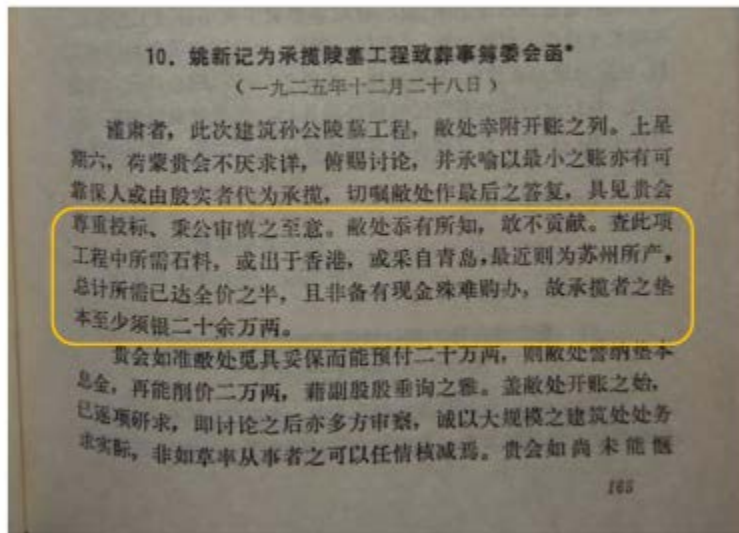 10．姚新记为承揽陵墓工程致葬事筹委会函*
（一九二五年十二月二十八日）
谨肃者，此次建筑孙公陵墓工程，敝处幸附开账之列。上星
期六，荷蒙贵会不厌求详，俯赐讨论，并承喻以最小之账亦有可
靠保人或由殷实者代为承揽，切嘱敝处作最后之答复，具见贵会
尊重投标、秉公审慎之至意。敝处忝有所知，敢不贡献。查此项
工程中所需石料，或出于香港，或采自青岛，最近则为苏州所产，
总计所需已达全价之半，且非备有现金殊难购办，故承揽者之垫
本至少须银二十余万两。
贵会如准敝处觅具妥保而能预付二十万两，则敝处誉纳垫本
息金，再能削价二万两，藉副殷殷垂询之雅。盖敝处开账之始，
已逐项研求，即讨论之后亦多方审察，诚以大规模之建筑处处务
求实际，非如草率从事者之可以任情核减焉。贵会如尚未能惬
165